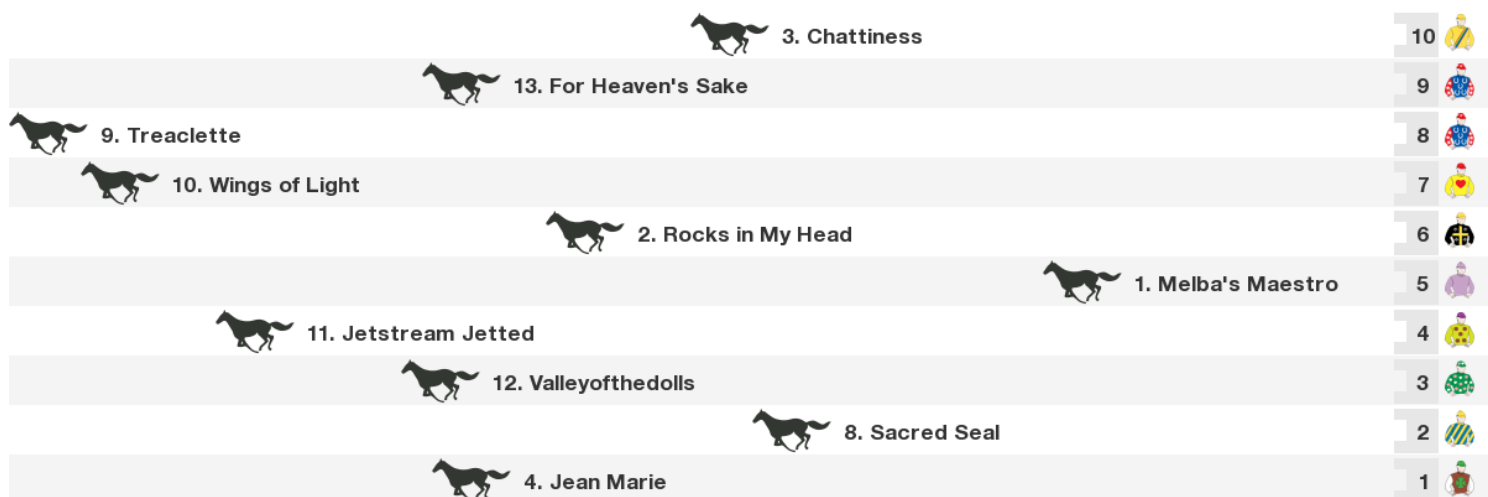 3. Chattiness 10
13. For Heaven's Sake 9
9. Treaclette 8
10. Wings of Light 7
2. Rocks in My Head 6
1. Melba's Maestro 5
11. Jetstream Jetted 4
12. Valleyofthedolls 3
8. Sacred Seal 2
4. Jean Marie 1